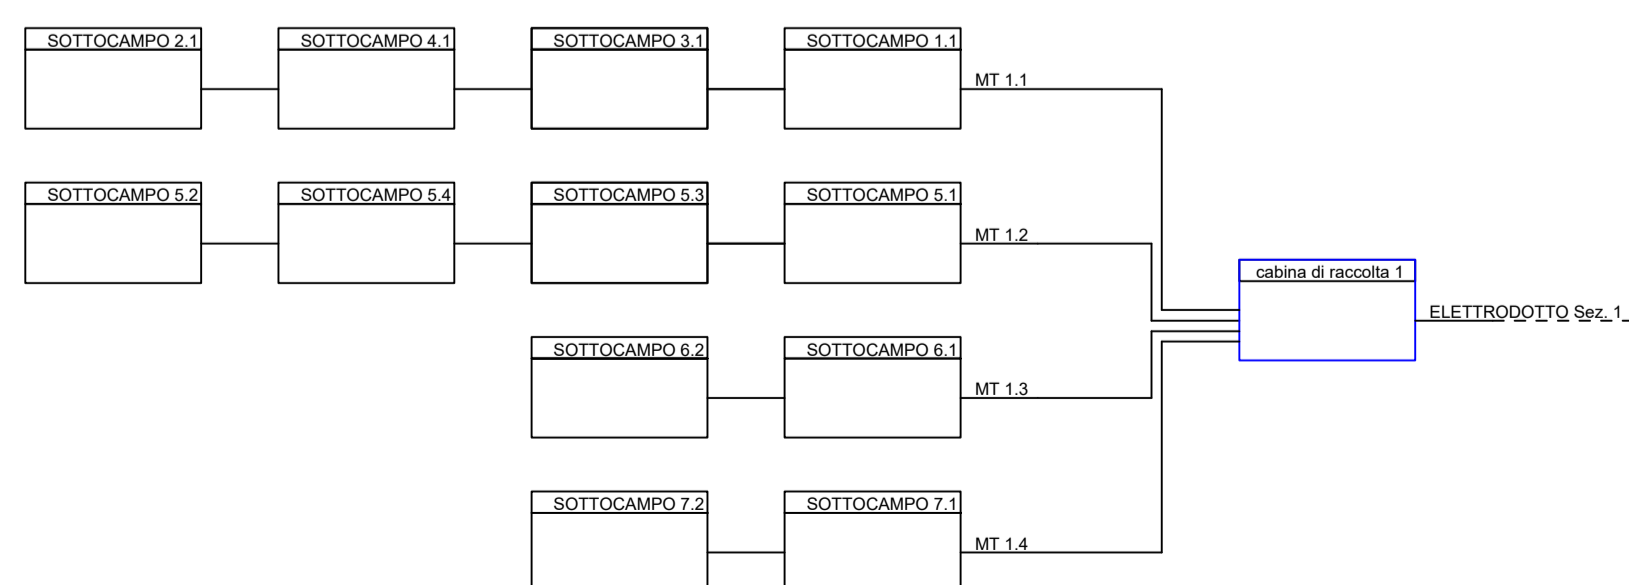 SOTTOCAMPO 2.1
SOTTOCAMPO 4.1
SOTTOCAMPO 3.1
SOTTOCAMPO 1.1
MT 1.1
SOTTOCAMPO 5.2
SOTTOCAMPO 5.4
SOTTOCAMPO 5.3
SOTTOCAMPO 5.1
MT 1.2
cabina di raccolta 1
ELETTRODOTTO Sez. 1
SOTTOCAMPO 6.2
SOTTOCAMPO 6.1
MT 1.3
SOTTOCAMPO 7.2
SOTTOCAMPO 7.1
MT 1.4